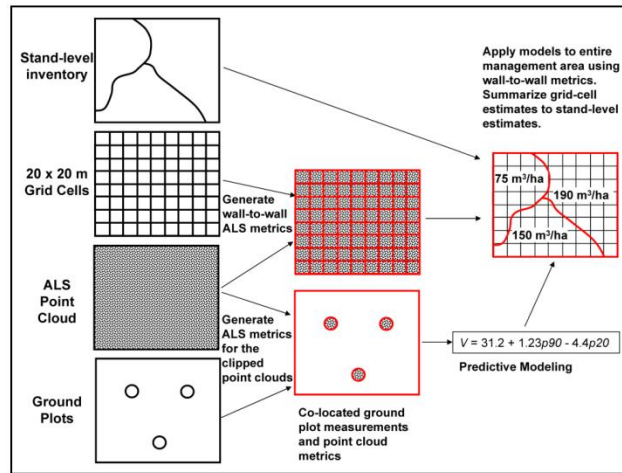 Stand-level
inventory
20 x 20 m
Grid Cells
ALS
Point
Cloud
Ground
Plots
Generate
wall-to-wall
ALS metrics
Generate
ALS metrics
for the
clipped
point clouds
Co-located ground
plot measurements
and point cloud
metrics
Apply models to entire
management area using
wall-to-wall metrics.
Summarize grid-cell
estimates to stand-level
estimates.
75 m³/ha
190 m³/ha
150 m³/ha
V = 31.2 + 1.23p90 - 4.4p20
Predictive Modeling